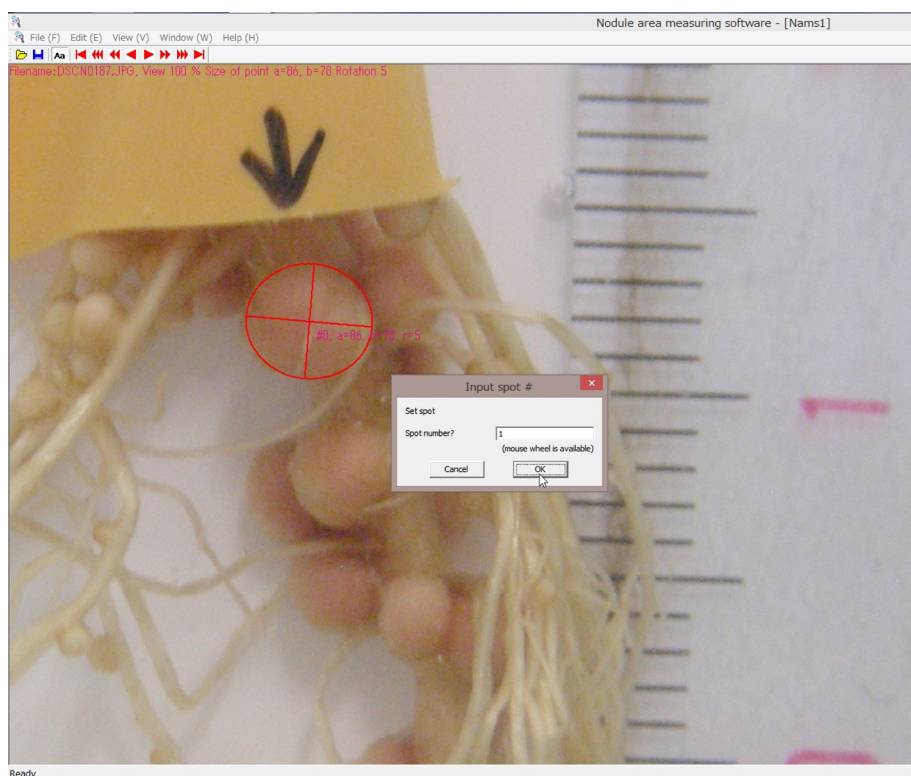 Nodule area measuring software - [Nams1]
File (F) Edit (E) View (V) Window (W) Help (H)
Aa
Filename:DSCN0187.JPG, View 100 % Size of point a=86, b=78 Rotation 5
#0, a=86, b=78, r=5
Input spot #
Set spot
Spot number? 1
(mouse wheel is available)
Cancel OK
Ready